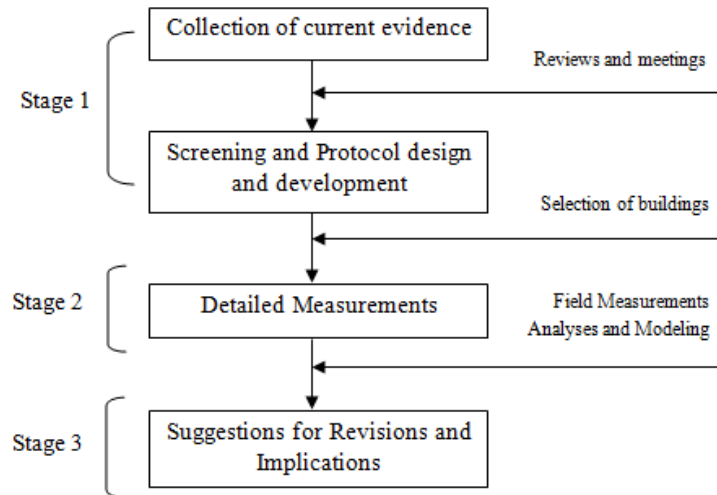 Collection of current evidence
Reviews and meetings
Stage 1
Screening and Protocol design
and development
Selection of buildings
Stage 2
Detailed Measurements
Field Measurements
Analyses and Modeling
Stage 3
Suggestions for Revisions and
Implications